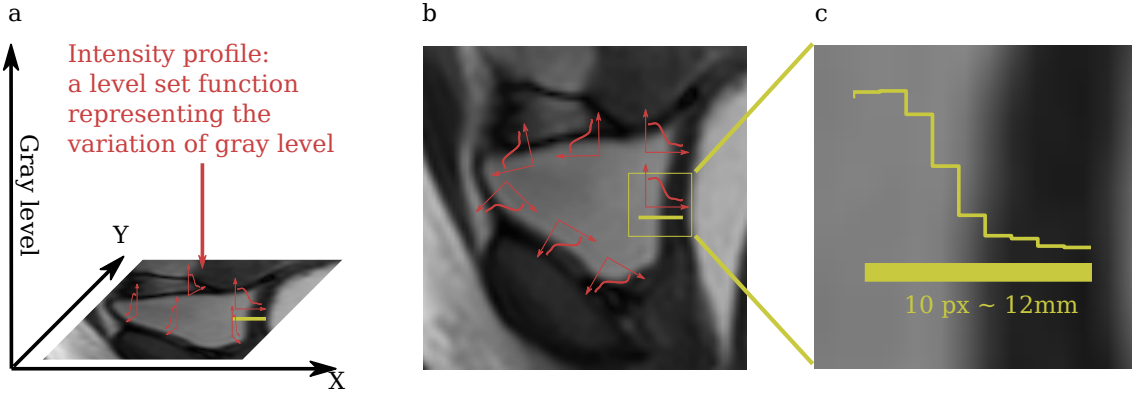 a
b
c
Intensity profile:
a level set function
representing the
variation of gray level
Gray level
Y
X
10 px ~ 12mm